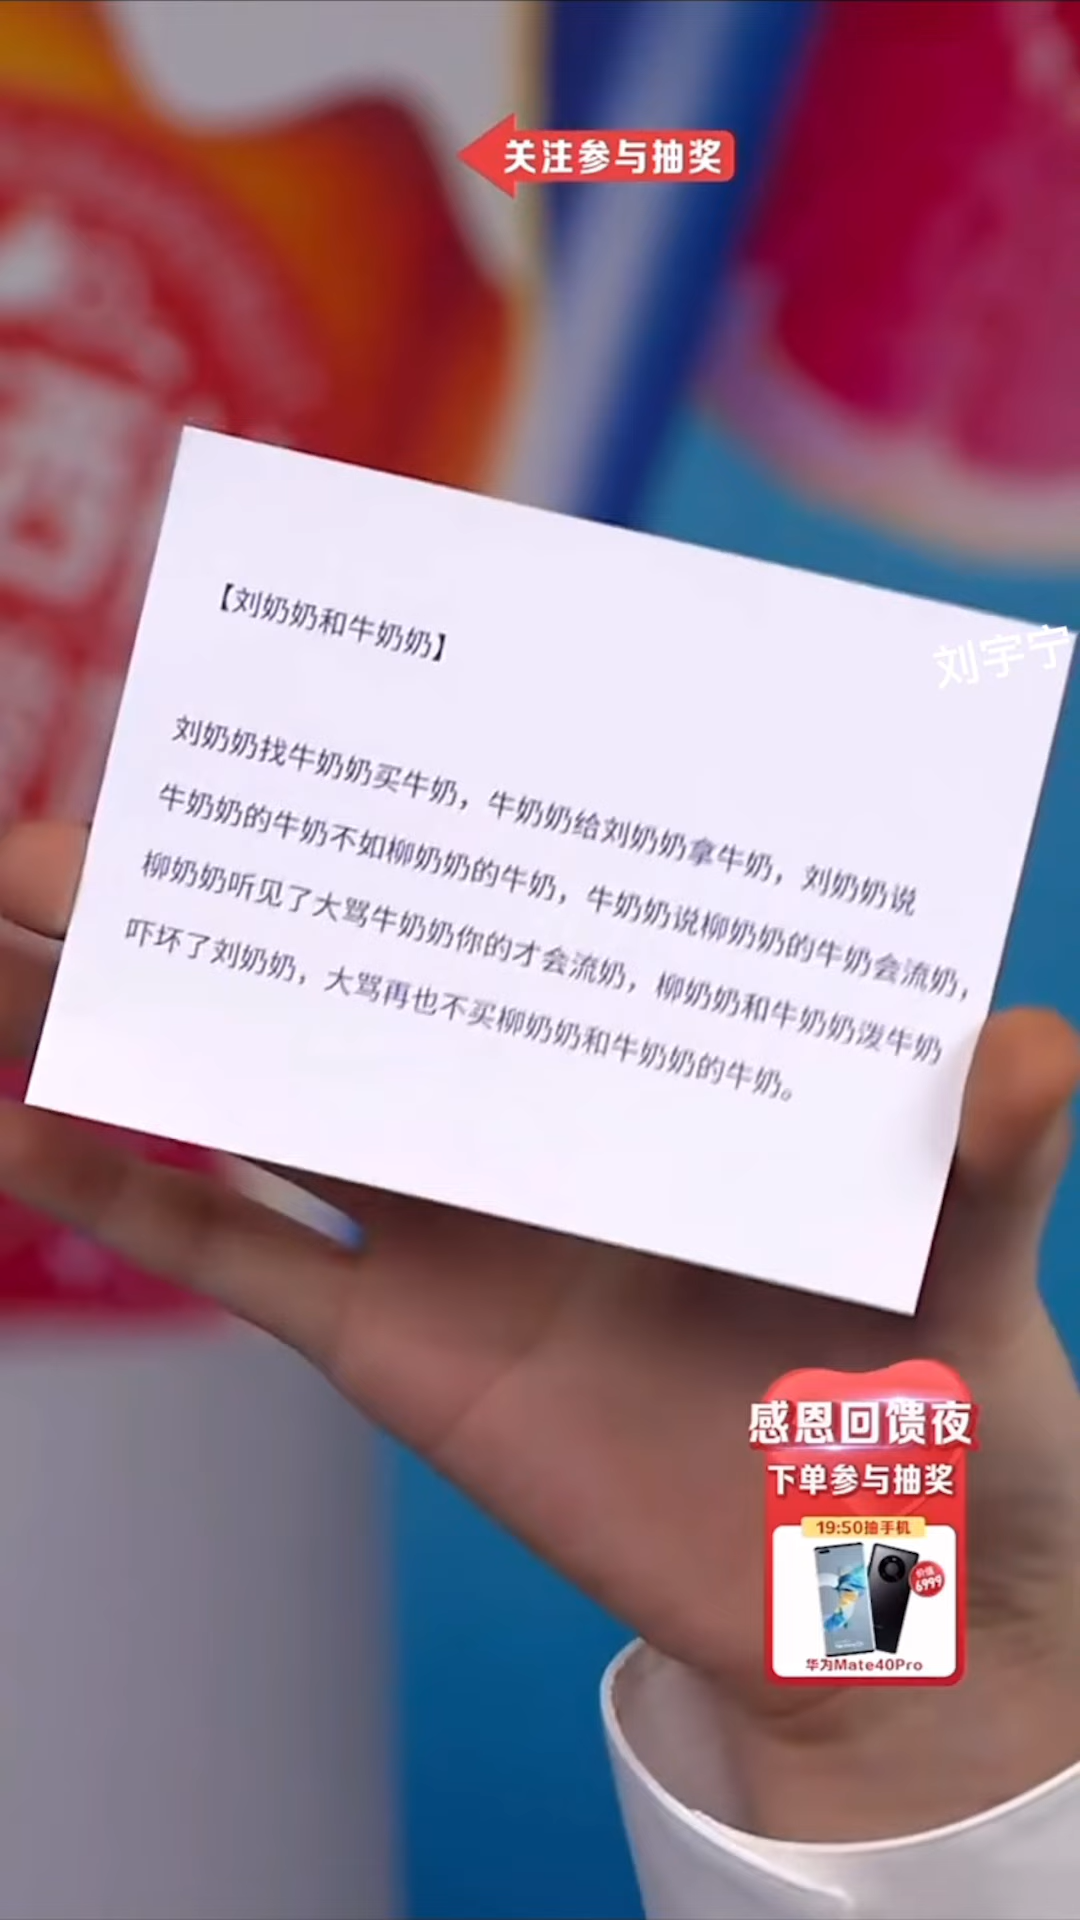 关注参与抽奖
【刘奶奶和牛奶奶】
刘宇宁
刘奶奶找牛奶奶买牛奶，牛奶奶给刘奶奶拿牛奶，刘奶奶说
牛奶奶的牛奶不如柳奶奶的牛奶，牛奶奶说柳奶奶的牛奶会流奶，
柳奶奶听见了大骂牛奶奶你的才会流奶，柳奶奶和牛奶奶泼牛奶
吓坏了刘奶奶，大骂再也不买柳奶奶和牛奶奶的牛奶。
感恩回馈夜
下单参与抽奖
19:50抽手机
价值
6999
华为Mate40Pro